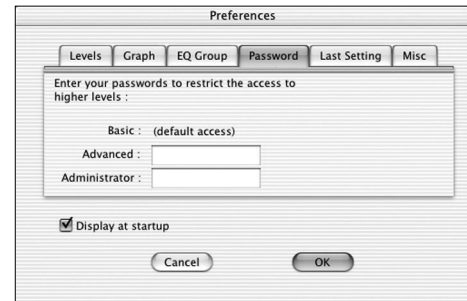 Preferences
Levels Graph EQ Group Password Last Setting Misc
Enter your passwords to restrict the access to
higher levels :
Basic : (default access)
Advanced :
Administrator :
Display at startup
Cancel OK